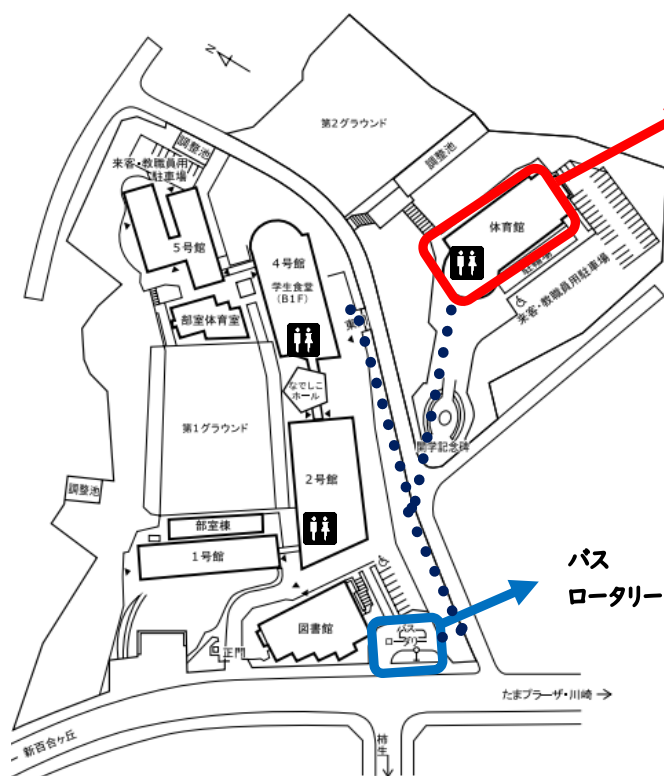 N
第2グラウンド
調整池
調整池
来客・教職員用
駐車場
5号館
4号館
学生食堂
(B1F)
体育館
駐輪場
来客・教職員用駐車場
部室体育室
なでしこ
ホール
開学記念碑
第1グラウンド
2号館
調整池
部室棟
1号館
バス
ロータリー
図書館
バス
正門
たまプラーザ・川崎 →
新百合ヶ丘
柿生